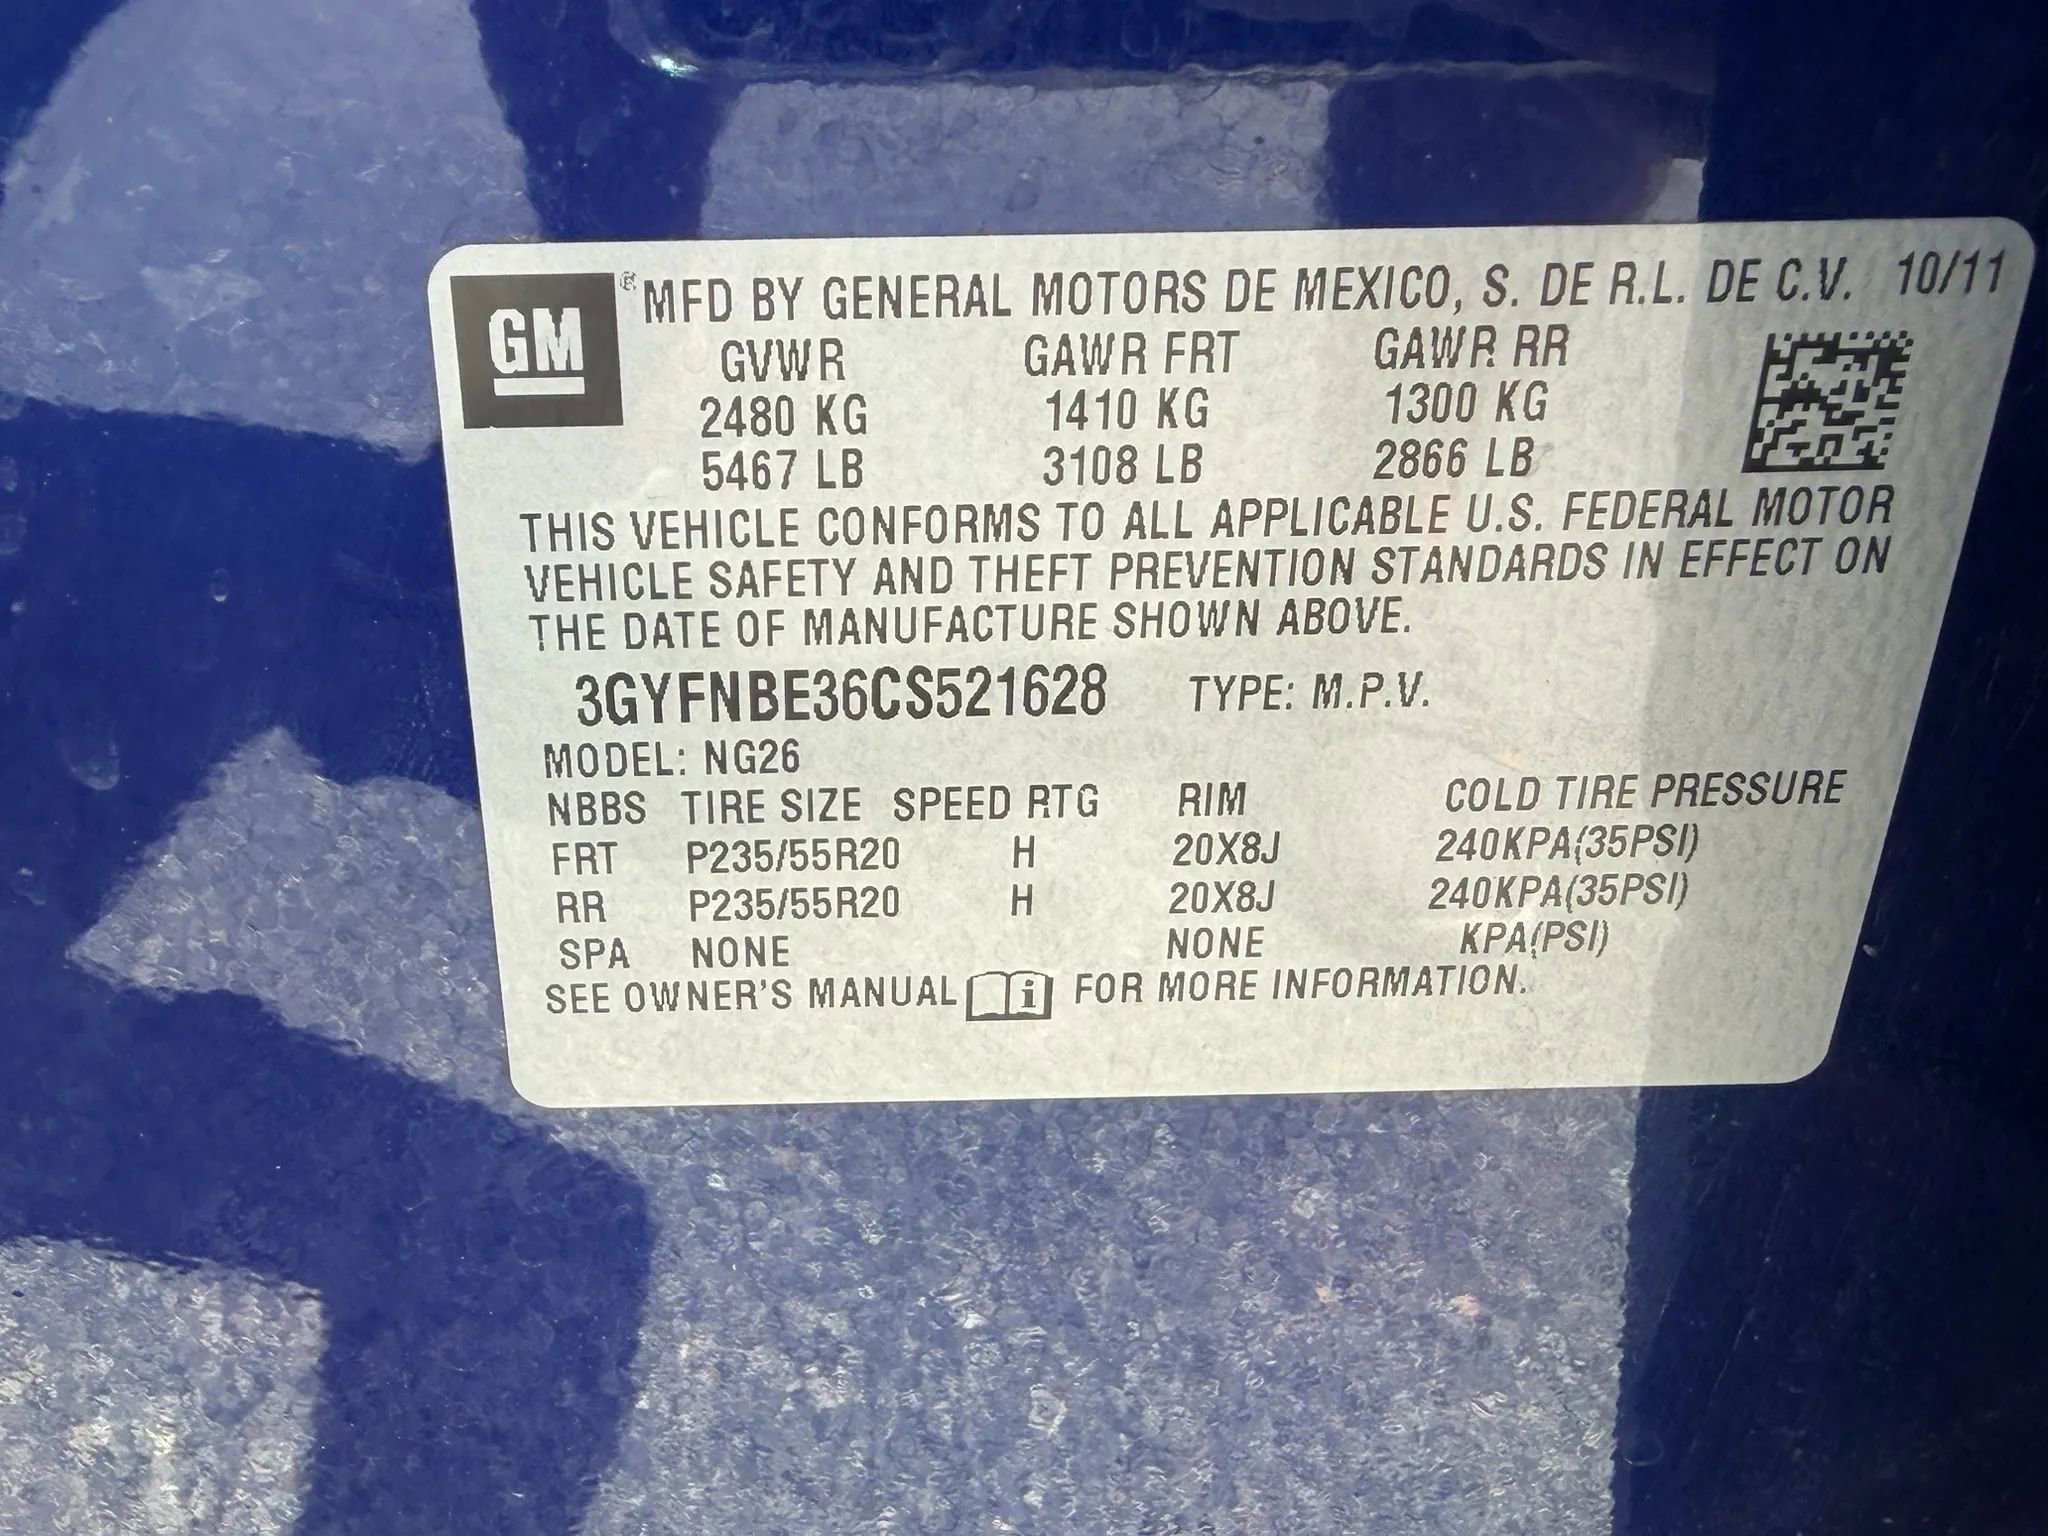 GM ® MFD BY GENERAL MOTORS DE MEXICO, S. DE R.L. DE C.V. 10/11
GVWR GAWR FRT GAWR RR
2480 KG 1410 KG 1300 KG
5467 LB 3108 LB 2866 LB
THIS VEHICLE CONFORMS TO ALL APPLICABLE U.S. FEDERAL MOTOR
VEHICLE SAFETY AND THEFT PREVENTION STANDARDS IN EFFECT ON
THE DATE OF MANUFACTURE SHOWN ABOVE.
3GYFNBE36CS521628 TYPE: M.P.V.
MODEL: NG26
NBBS TIRE SIZE SPEED RTG RIM COLD TIRE PRESSURE
FRT P235/55R20 H 20X8J 240KPA(35PSI)
RR P235/55R20 H 20X8J 240KPA(35PSI)
SPA NONE NONE KPA(PSI)
SEE OWNER'S MANUAL i FOR MORE INFORMATION.